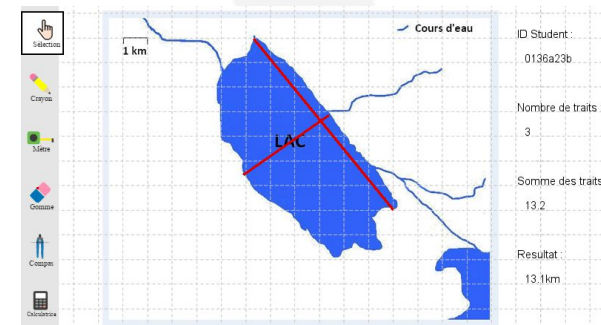 Sélection
Crayon
Mètre
Gomme
Compas
Calculatrice
1 km
Cours d'eau
LAC
ID Student :
0136a23b
Nombre de traits
3
Somme des traits
13.2
Resultat :
13.1km